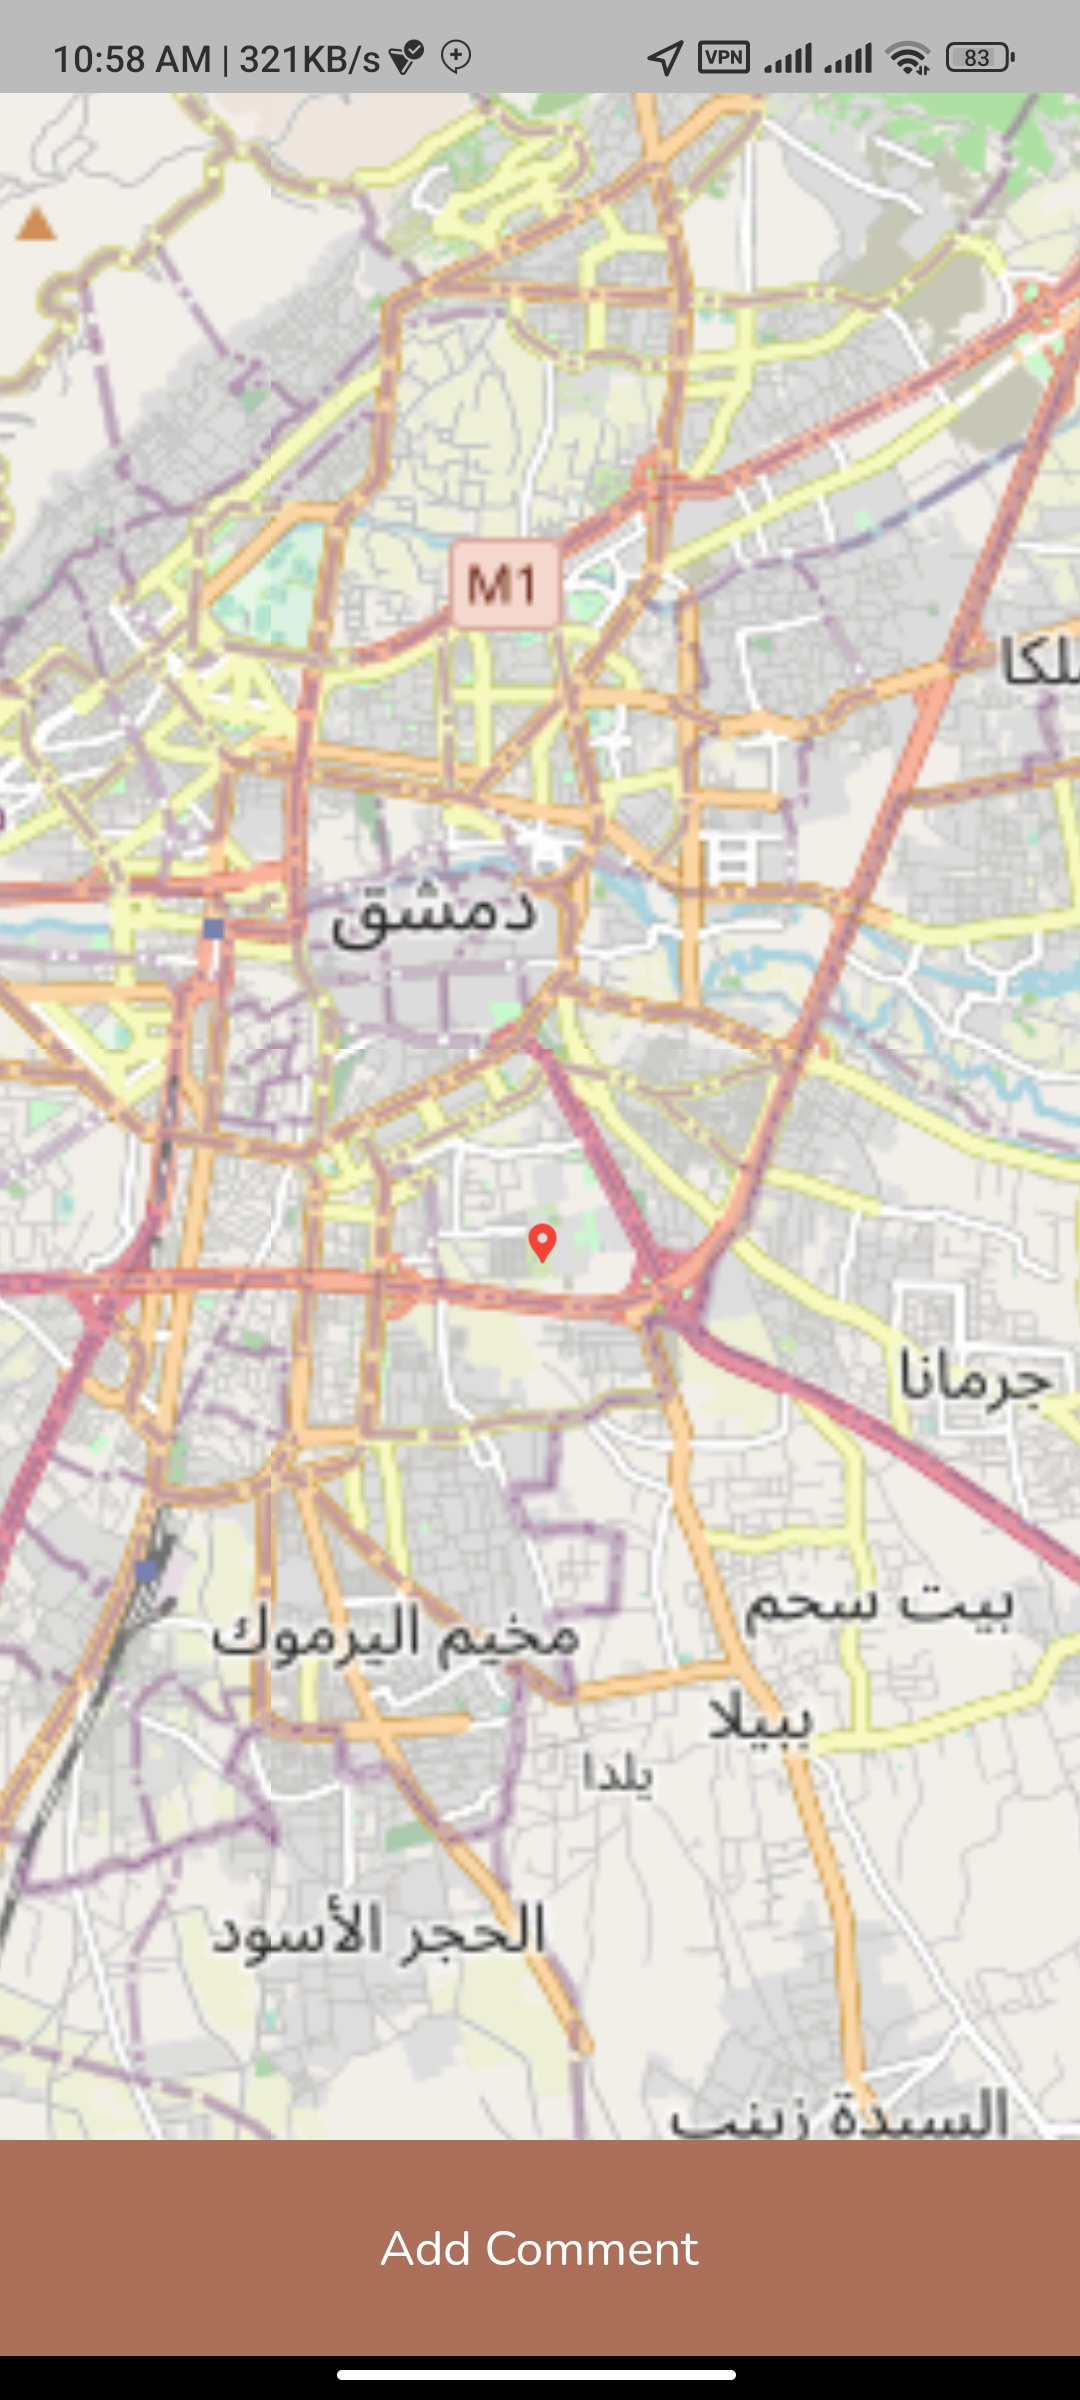 10:58 AM | 321KB/s
VPN
83
M1
دمشق
جرمانا
مخيم اليرموك
بيت سحم
ببيلا
يلدا
الحجر الأسود
السيدة زينب
Add Comment